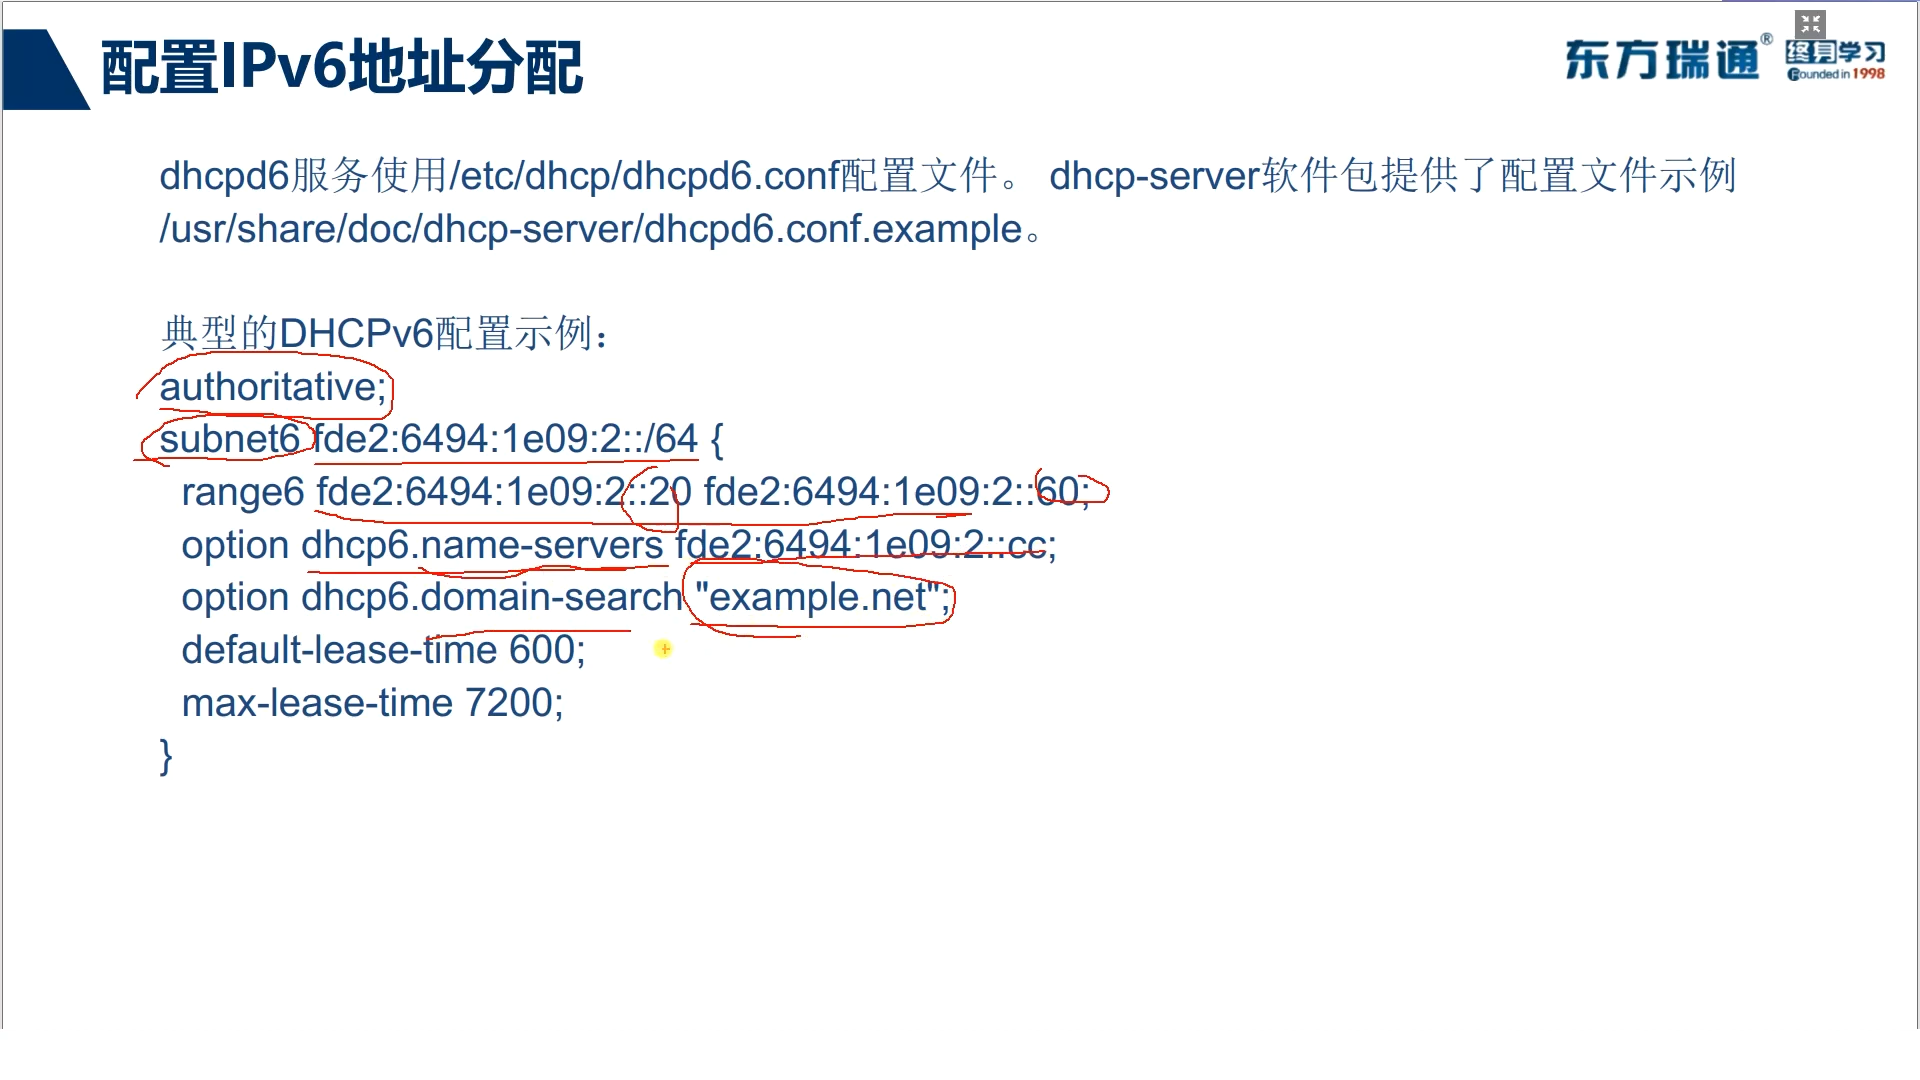 配置IPv6地址分配
东方瑞通® 终身学习
Founded in 1998
dhcpd6服务使用/etc/dhcp/dhcpd6.conf配置文件。 dhcp-server软件包提供了配置文件示例
/usr/share/doc/dhcp-server/dhcpd6.conf.example。
典型的DHCPv6配置示例：
authoritative;
subnet6 fde2:6494:1e09:2::/64 {
range6 fde2:6494:1e09:2::20 fde2:6494:1e09:2::60;
option dhcp6.name-servers fde2:6494:1e09:2::cc;
option dhcp6.domain-search "example.net";
default-lease-time 600;
max-lease-time 7200;
}